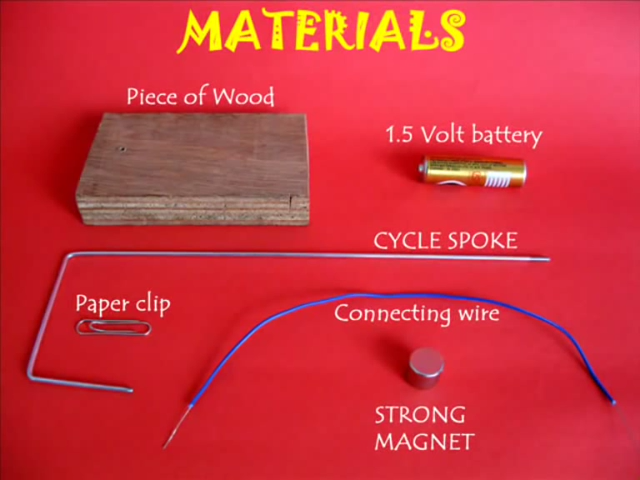 MATERIALS
Piece of Wood
1.5 Volt battery
CYCLE SPOKE
Paper clip
Connecting wire
STRONG
MAGNET